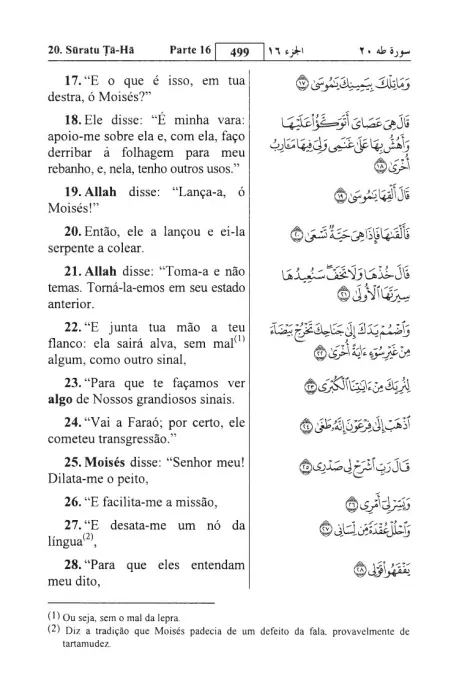 20. Sūratu Ṭā-Hā Parte 16 499 الجزء ١٦ سورة طه ٢٠
17. “E o que é isso, em tua
destra, ó Moisés?”
وَمَا تِلْكَ بِيَمِينِكَ يَٰمُوسَىٰ ١٧
18. Ele disse: “É minha vara:
apoio-me sobre ela e, com ela, faço
derribar à folhagem para meu
rebanho, e, nela, tenho outros usos.”
قَالَ هِيَ عَصَايَ أَتَوَكَّؤُا۟ عَلَيْهَا
وَأَهُشُّ بِهَا عَلَىٰ غَنَمِي وَلِيَ فِيهَا مَـَٔارِبُ
أُخْرَىٰ ١٨
19. Allah disse: “Lança-a, ó
Moisés!”
قَالَ أَلْقِهَا يَٰمُوسَىٰ ١٩
20. Então, ele a lançou e ei-la
serpente a colear.
فَأَلْقَىٰهَا فَإِذَا هِيَ حَيَّةٌ تَسْعَىٰ ٢٠
21. Allah disse: “Toma-a e não
temas. Torná-la-emos em seu estado
anterior.
قَالَ خُذْهَا وَلَا تَخَفْ سَنُعِيدُهَا
سِيرَتَهَا ٱلْأُولَىٰ ٢١
22. “E junta tua mão a teu
flanco: ela sairá alva, sem mal(1)
algum, como outro sinal,
وَٱضْمُمْ يَدَكَ إِلَىٰ جَنَاحِكَ تَخْرُجْ بَيْضَآءَ
مِنْ غَيْرِ سُوٓءٍ ءَايَةً أُخْرَىٰ ٢٢
23. “Para que te façamos ver
algo de Nossos grandiosos sinais.
لِنُرِيَكَ مِنْ ءَايَٰتِنَا ٱلْكُبْرَى ٢٣
24. “Vai a Faraó; por certo, ele
cometeu transgressão.”
ٱذْهَبْ إِلَىٰ فِرْعَوْنَ إِنَّهُۥ طَغَىٰ ٢٤
25. Moisés disse: “Senhor meu!
Dilata-me o peito,
قَالَ رَبِّ ٱشْرَحْ لِي صَدْرِي ٢٥
26. “E facilita-me a missão,
وَيَسِّرْ لِيٓ أَمْرِي ٢٦
27. “E desata-me um nó da
língua(2),
وَٱحْلُلْ عُقْدَةً مِّن لِّسَانِي ٢٧
28. “Para que eles entendam
meu dito,
يَفْقَهُوا۟ قَوْلِي ٢٨
(1) Ou seja, sem o mal da lepra.
(2) Diz a tradição que Moisés padecia de um defeito da fala, provavelmente de
tartamudez.